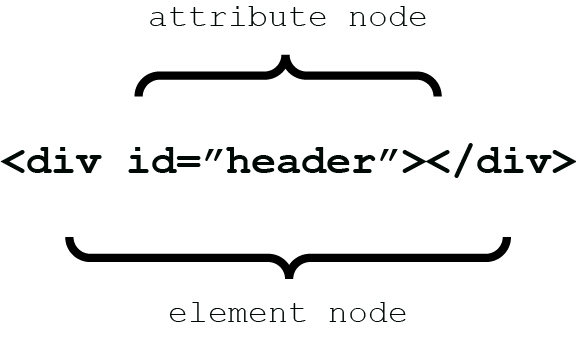 attribute node
<div id=”header”></div>
element node